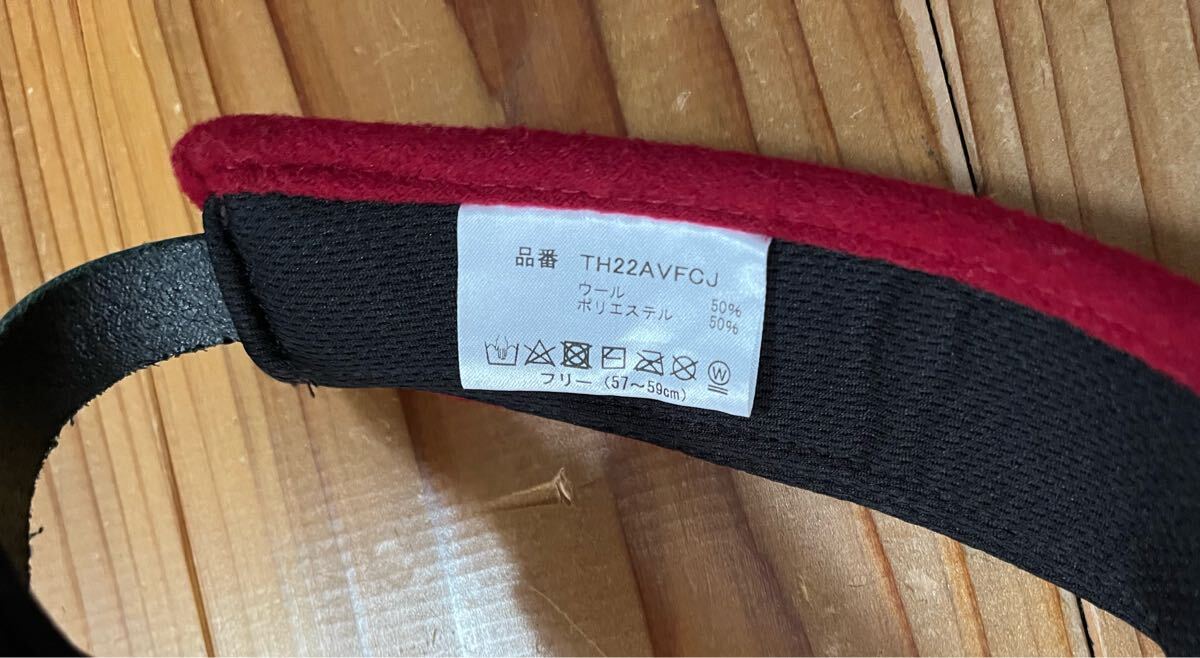 品番 TH22AVFCJ
ウール 50%
ポリエステル 50%
W
フリー (57〜59cm)